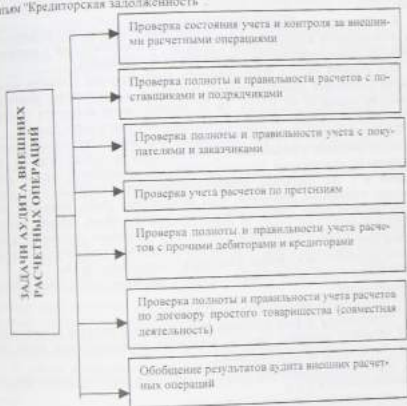 тьям "Кредиторская задолженность".
ЗАДАЧИ АУДИТА ВНЕШНИХ
РАСЧЕТНЫХ ОПЕРАЦИЙ
Проверка состояния учета и контроля за внешни-
ми расчетными операциями
Проверка полноты и правильности расчетов с по-
ставщиками и подрядчиками
Проверка полноты и правильности учета с поку-
пателями и заказчиками
Проверка учета расчетов по претензиям
Проверка полноты и правильности учета расче-
тов с прочими дебиторами и кредиторами
Проверка полноты и правильности учета расчетов
по договору простого товарищества (совместная
деятельность)
Обобщение результатов аудита внешних расчет-
ных операций